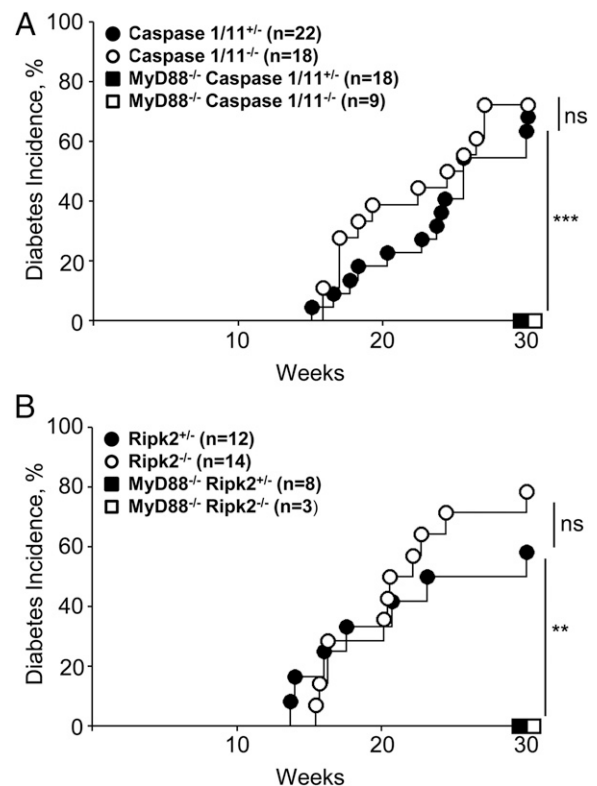 A
Diabetes Incidence, %
100
80
60
40
20
0
Caspase 1/11+/- (n=22)
Caspase 1/11-/- (n=18)
MyD88-/- Caspase 1/11+/- (n=18)
MyD88-/- Caspase 1/11-/- (n=9)
ns
***
10
20
30
Weeks
B
Diabetes Incidence, %
100
80
60
40
20
0
Ripk2+/- (n=12)
Ripk2-/- (n=14)
MyD88-/- Ripk2+/- (n=8)
MyD88-/- Ripk2-/- (n=3)
ns
**
10
20
30
Weeks